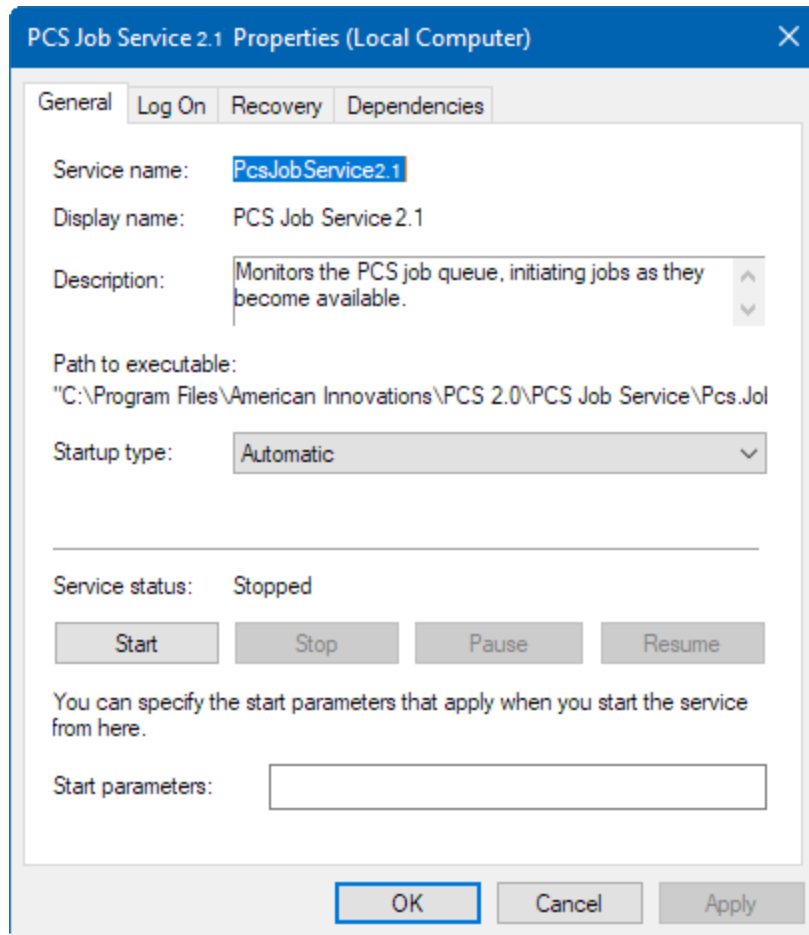 PCS Job Service 2.1 Properties (Local Computer)
General Log On Recovery Dependencies
Service name: PcsJobService2.1
Display name: PCS Job Service 2.1
Description: Monitors the PCS job queue, initiating jobs as they
become available.
Path to executable:
"C:\Program Files\American Innovations\PCS 2.0\PCS Job Service\Pcs.Jol
Startup type: Automatic
Service status: Stopped
Start Stop Pause Resume
You can specify the start parameters that apply when you start the service
from here.
Start parameters:
OK Cancel Apply